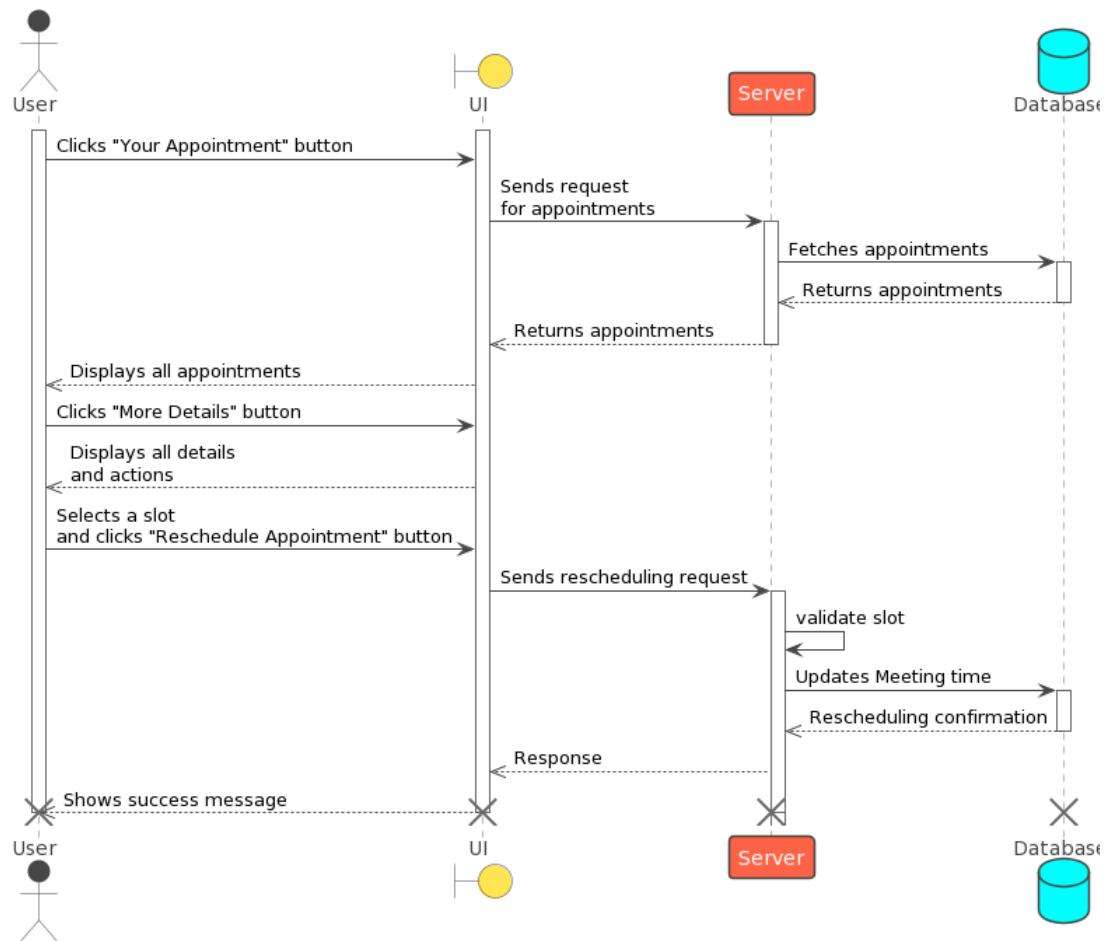 User
UI
Server
Database
Clicks "Your Appointment" button
Sends request
for appointments
Fetches appointments
Returns appointments
Returns appointments
Displays all appointments
Clicks "More Details" button
Displays all details
and actions
Selects a slot
and clicks "Reschedule Appointment" button
Sends rescheduling request
validate slot
Updates Meeting time
Rescheduling confirmation
Response
Shows success message
User
UI
Server
Database